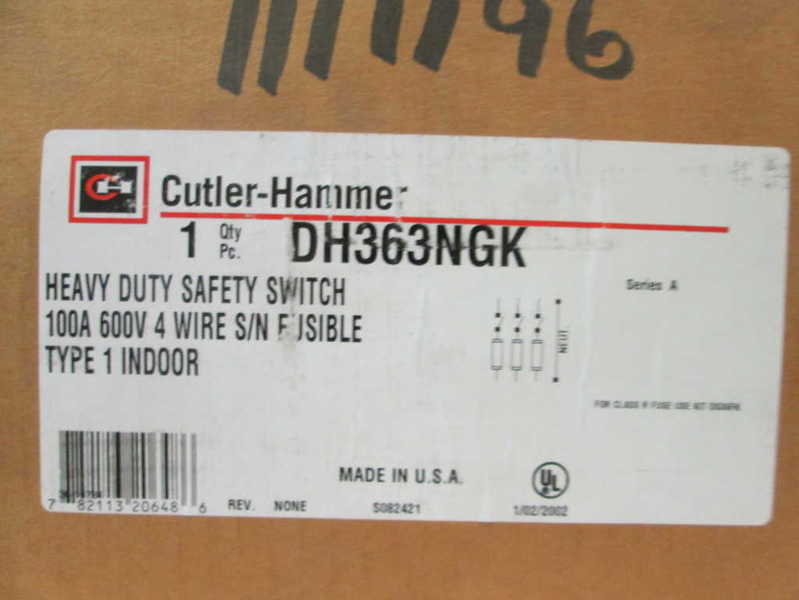 Cutler-Hammer
1 Qty Pc. DH363NGK
HEAVY DUTY SAFETY SWITCH
100A 600V 4 WIRE S/N FUSIBLE
TYPE 1 INDOOR
Series A
NEUT
FOR CLASS R FUSE USE KIT
MADE IN U.S.A.
UL
7 82113 20648 6 REV. NONE S082421 1/02/2002